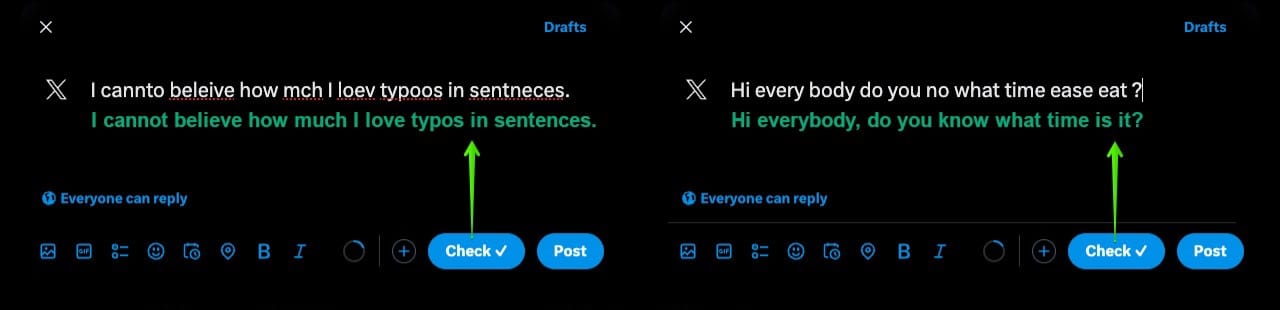 Drafts
I cannto beleive how mch I loev typoos in sentneces.
I cannot believe how much I love typos in sentences.
Everyone can reply
GIF B I Check ✓ Post
Drafts
Hi every body do you no what time ease eat ?
Hi everybody, do you know what time is it?
Everyone can reply
GIF B I Check ✓ Post